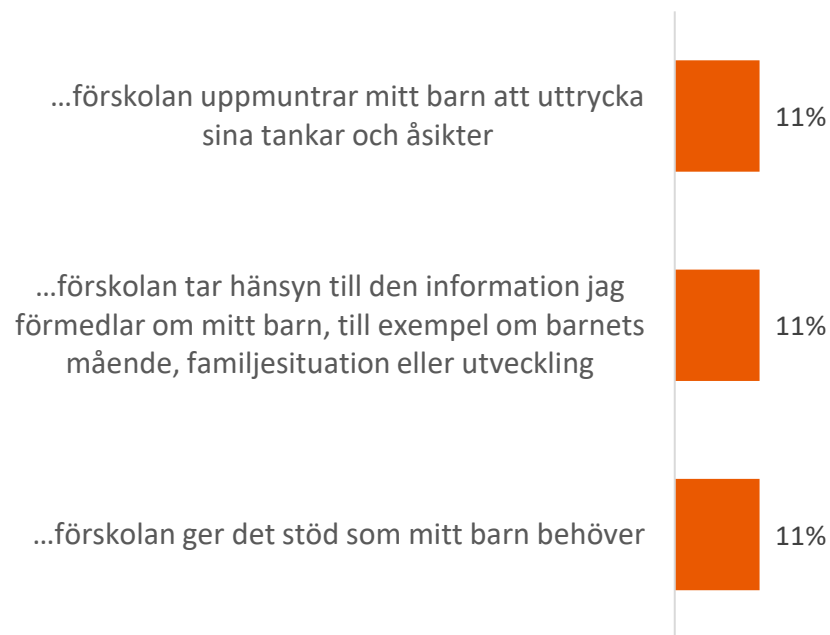 ...förskolan uppmuntrar mitt barn att uttrycka
sina tankar och åsikter
11%
...förskolan tar hänsyn till den information jag
förmedlar om mitt barn, till exempel om barnets
mående, familjesituation eller utveckling
11%
...förskolan ger det stöd som mitt barn behöver
11%